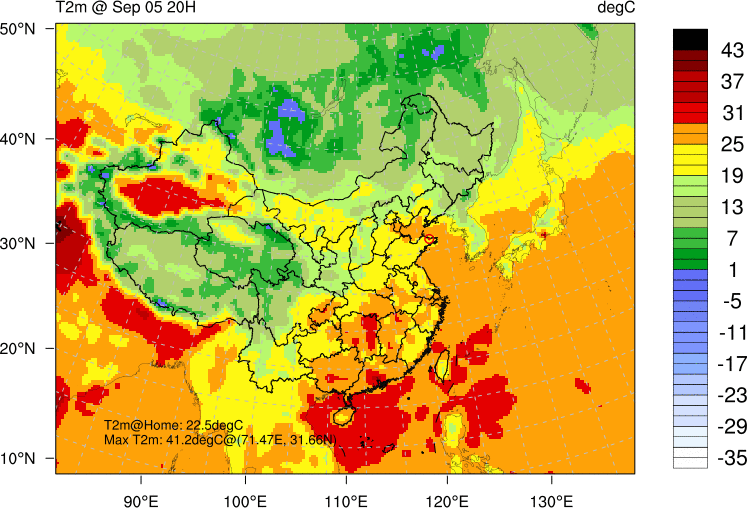 T2m @ Sep 05 20H degC
50°N
40°N
30°N
20°N
10°N
T2m@Home: 22.5degC
Max T2m: 41.2degC@(71.47E, 31.66N)
90°E 100°E 110°E 120°E 130°E
43
37
31
25
19
13
7
1
-5
-11
-17
-23
-29
-35